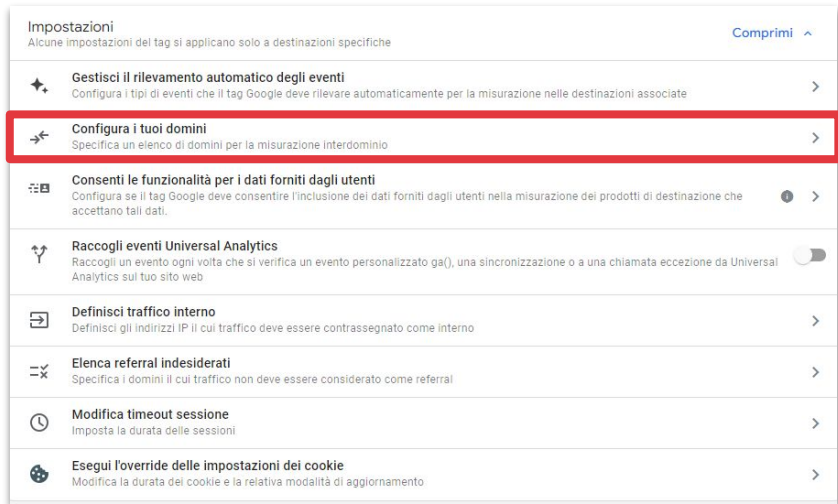 Impostazioni
Alcune impostazioni del tag si applicano solo a destinazioni specifiche
Comprimi
Gestisci il rilevamento automatico degli eventi
Configura i tipi di eventi che il tag Google deve rilevare automaticamente per la misurazione nelle destinazioni associate
Configura i tuoi domini
Specifica un elenco di domini per la misurazione interdominio
Consenti le funzionalità per i dati forniti dagli utenti
Configura se il tag Google deve consentire l'inclusione dei dati forniti dagli utenti nella misurazione dei prodotti di destinazione che
accettano tali dati.
Raccogli eventi Universal Analytics
Raccogli un evento ogni volta che si verifica un evento personalizzato ga(), una sincronizzazione o a una chiamata eccezione da Universal
Analytics sul tuo sito web
Definisci traffico interno
Definisci gli indirizzi IP il cui traffico deve essere contrassegnato come interno
Elenca referral indesiderati
Specifica i domini il cui traffico non deve essere considerato come referral
Modifica timeout sessione
Imposta la durata delle sessioni
Esegui l'override delle impostazioni dei cookie
Modifica la durata dei cookie e la relativa modalità di aggiornamento